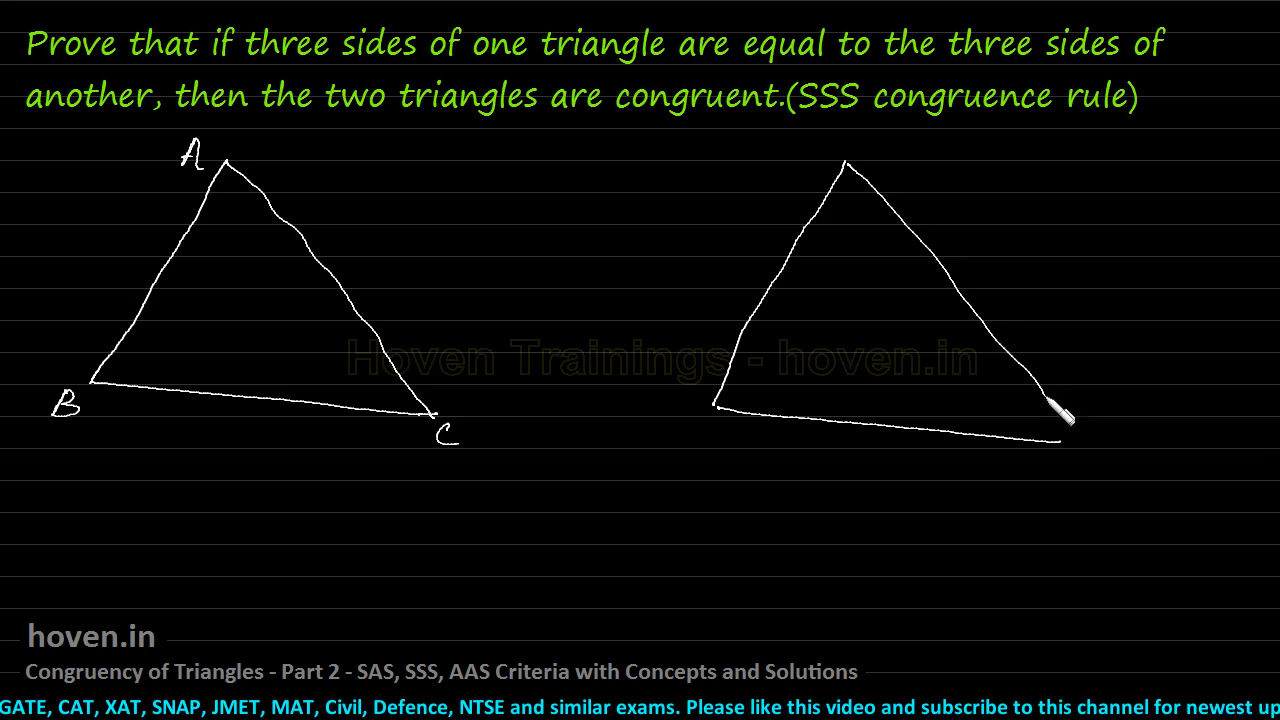 Prove that if three sides of one triangle are equal to the three sides of
another, then the two triangles are congruent.(SSS congruence rule)
A
B
C
Hoven Trainings - hoven.in
hoven.in
Congruency of Triangles - Part 2 - SAS, SSS, AAS Criteria with Concepts and Solutions
GATE, CAT, XAT, SNAP, JMET, MAT, Civil, Defence, NTSE and similar exams. Please like this video and subscribe to this channel for newest up